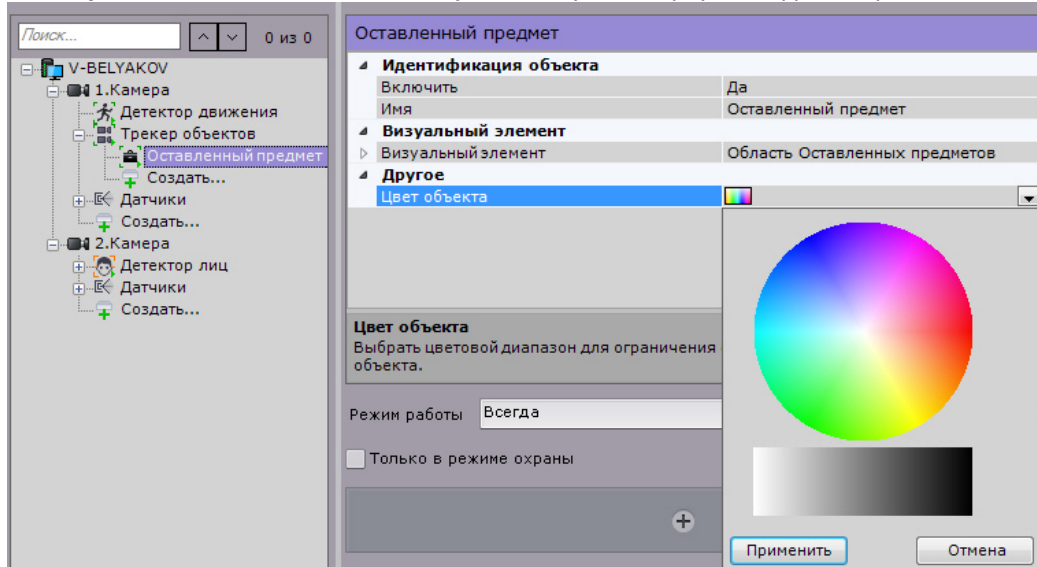 Поиск...
0 из 0
V-BELYAKOV
1.Камера
Детектор движения
Трекер объектов
Оставленный предмет
Создать...
Датчики
Создать...
2.Камера
Детектор лиц
Датчики
Создать...
Оставленный предмет
Идентификация объекта
Включить Да
Имя Оставленный предмет
Визуальный элемент
Визуальный элемент Область Оставленных предметов
Другое
Цвет объекта
Цвет объекта
Выбрать цветовой диапазон для ограничения
объекта.
Режим работы Всегда
Только в режиме охраны
Применить Отмена